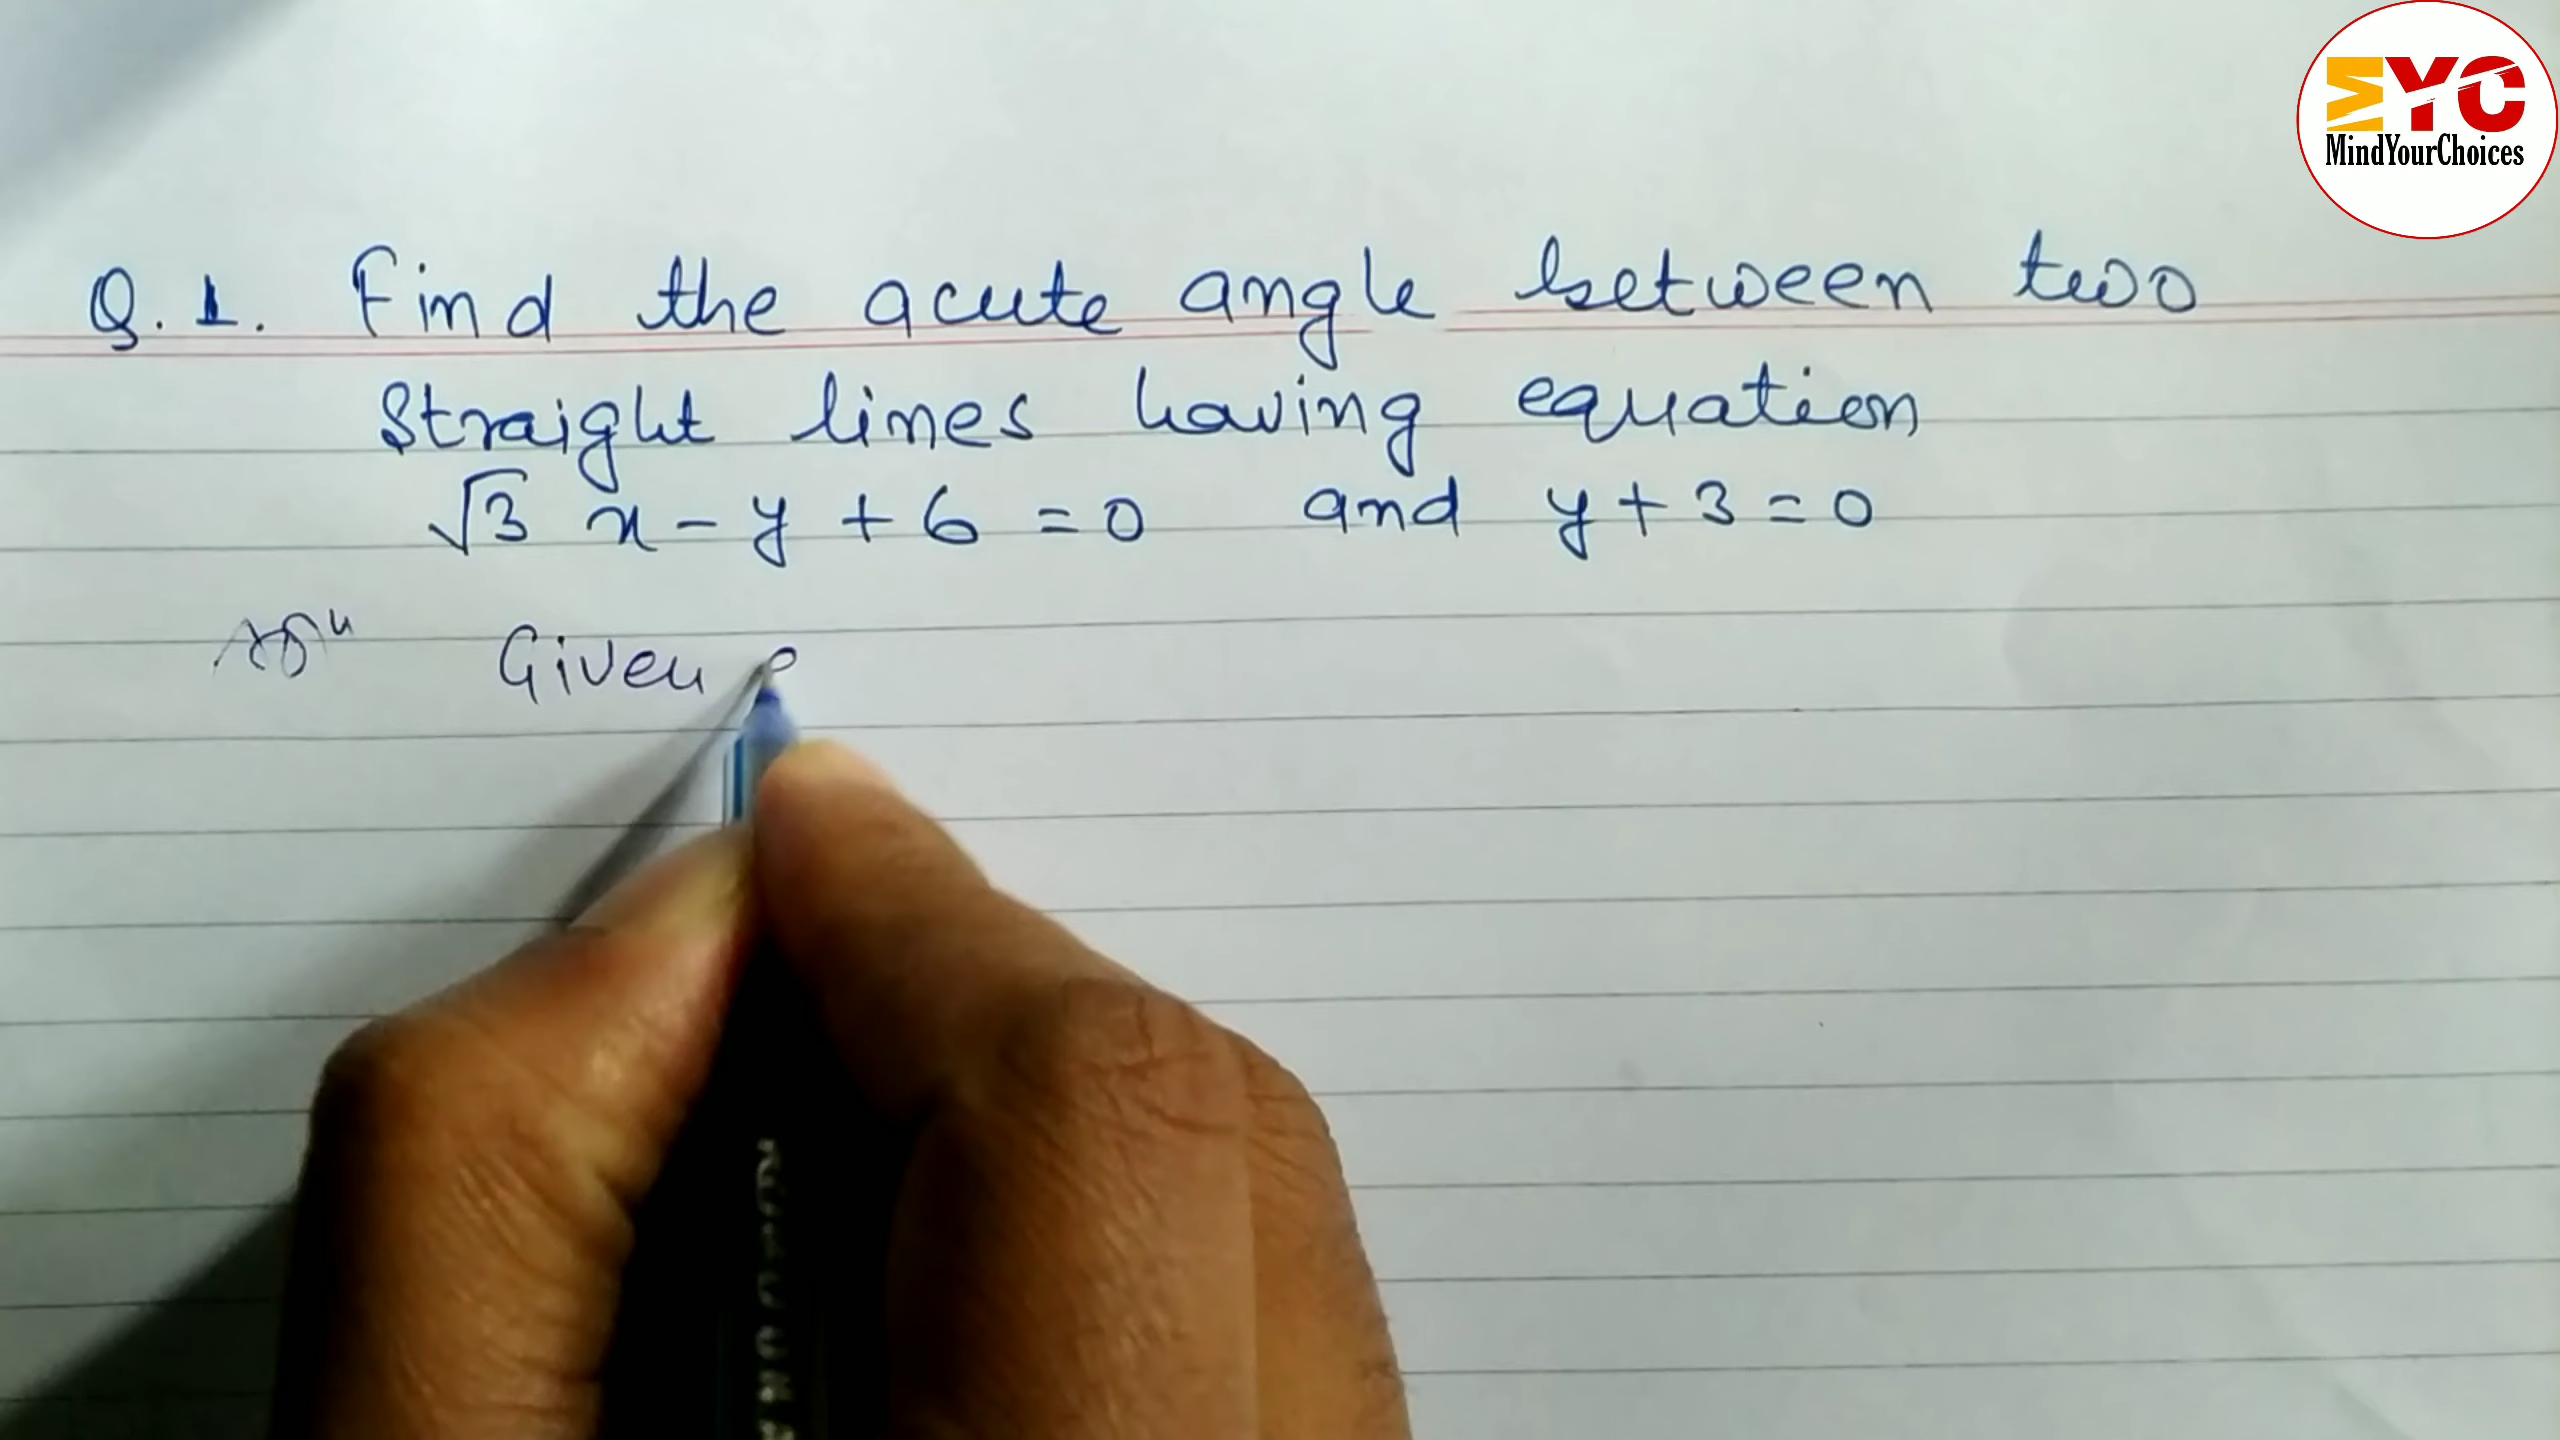 MYC
MindYourChoices
Q. 1. Find the acute angle between two
Straight lines having equation
√3 x - y + 6 = 0 and y + 3 = 0
Given